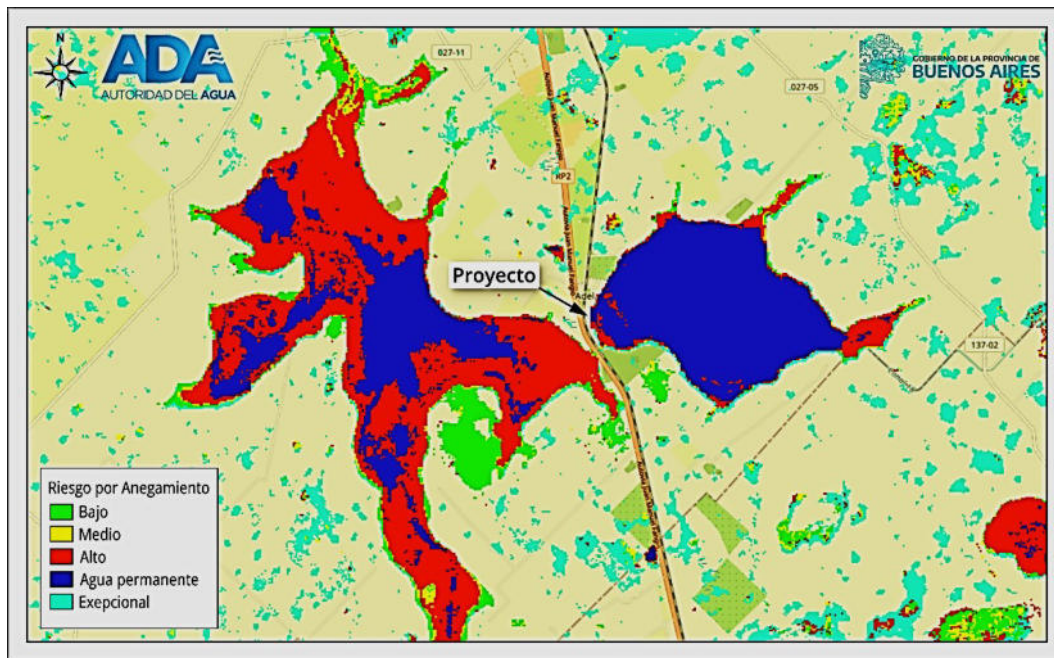 N
ADA
AUTORIDAD DEL AGUA
027-11
GOBIERNO DE LA PROVINCIA DE
BUENOS AIRES
027-05
RP2
Proyecto
Adel
137-02
Riesgo por Anegamiento
Bajo
Medio
Alto
Agua permanente
Exepcional